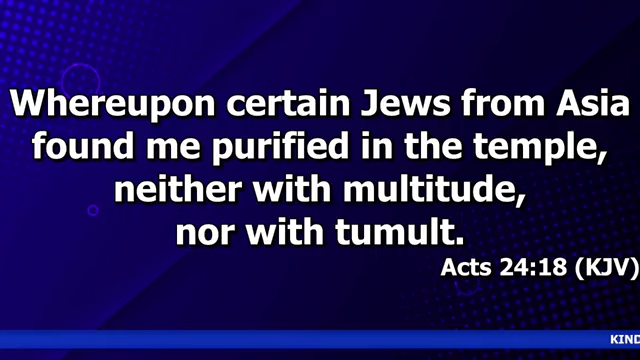 Whereupon certain Jews from Asia
found me purified in the temple,
neither with multitude,
nor with tumult.
Acts 24:18 (KJV)
KIND